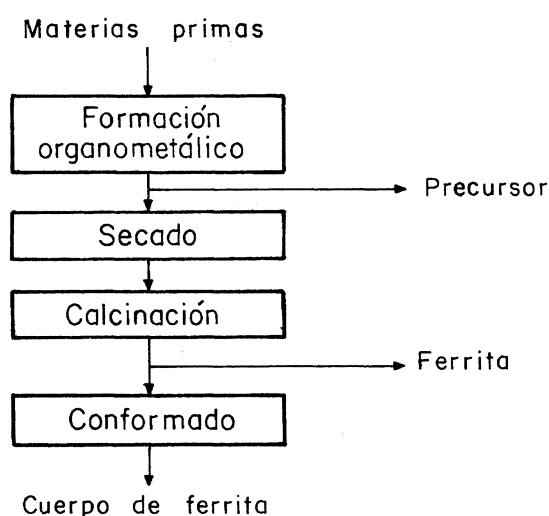 Materias primas
Formación
organometálico
Precursor
Secado
Calcinación
Ferrita
Conformado
Cuerpo de ferrita